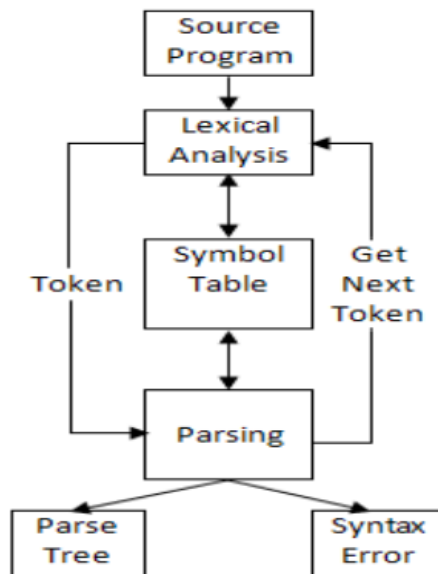 Source
Program
Lexical
Analysis
Symbol
Table
Token
Get
Next
Token
Parsing
Parse
Tree
Syntax
Error